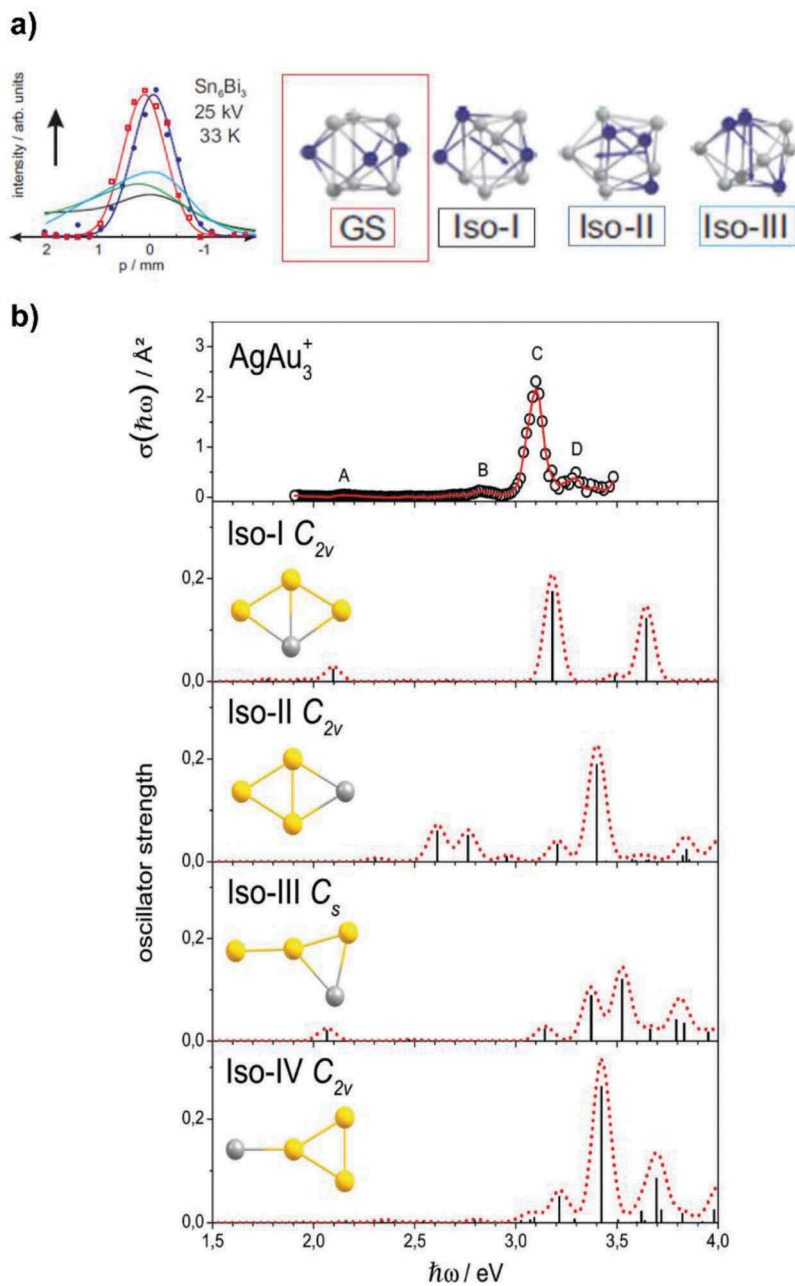 a)
intensity / arb. units
Sn₆Bi₃
25 kV
33 K
2 1 0 -1
p / mm
GS
Iso-I
Iso-II
Iso-III
b)
AgAu₃⁺
σ(ħω) / Å²
3
2
1
0
A
B
C
D
Iso-I C₂ᵥ
0,2
0,0
Iso-II C₂ᵥ
0,2
0,0
oscillator strength
Iso-III Cₛ
0,2
0,0
Iso-IV C₂ᵥ
0,2
0,0
1,5 2,0 2,5 3,0 3,5 4,0
ħω / eV